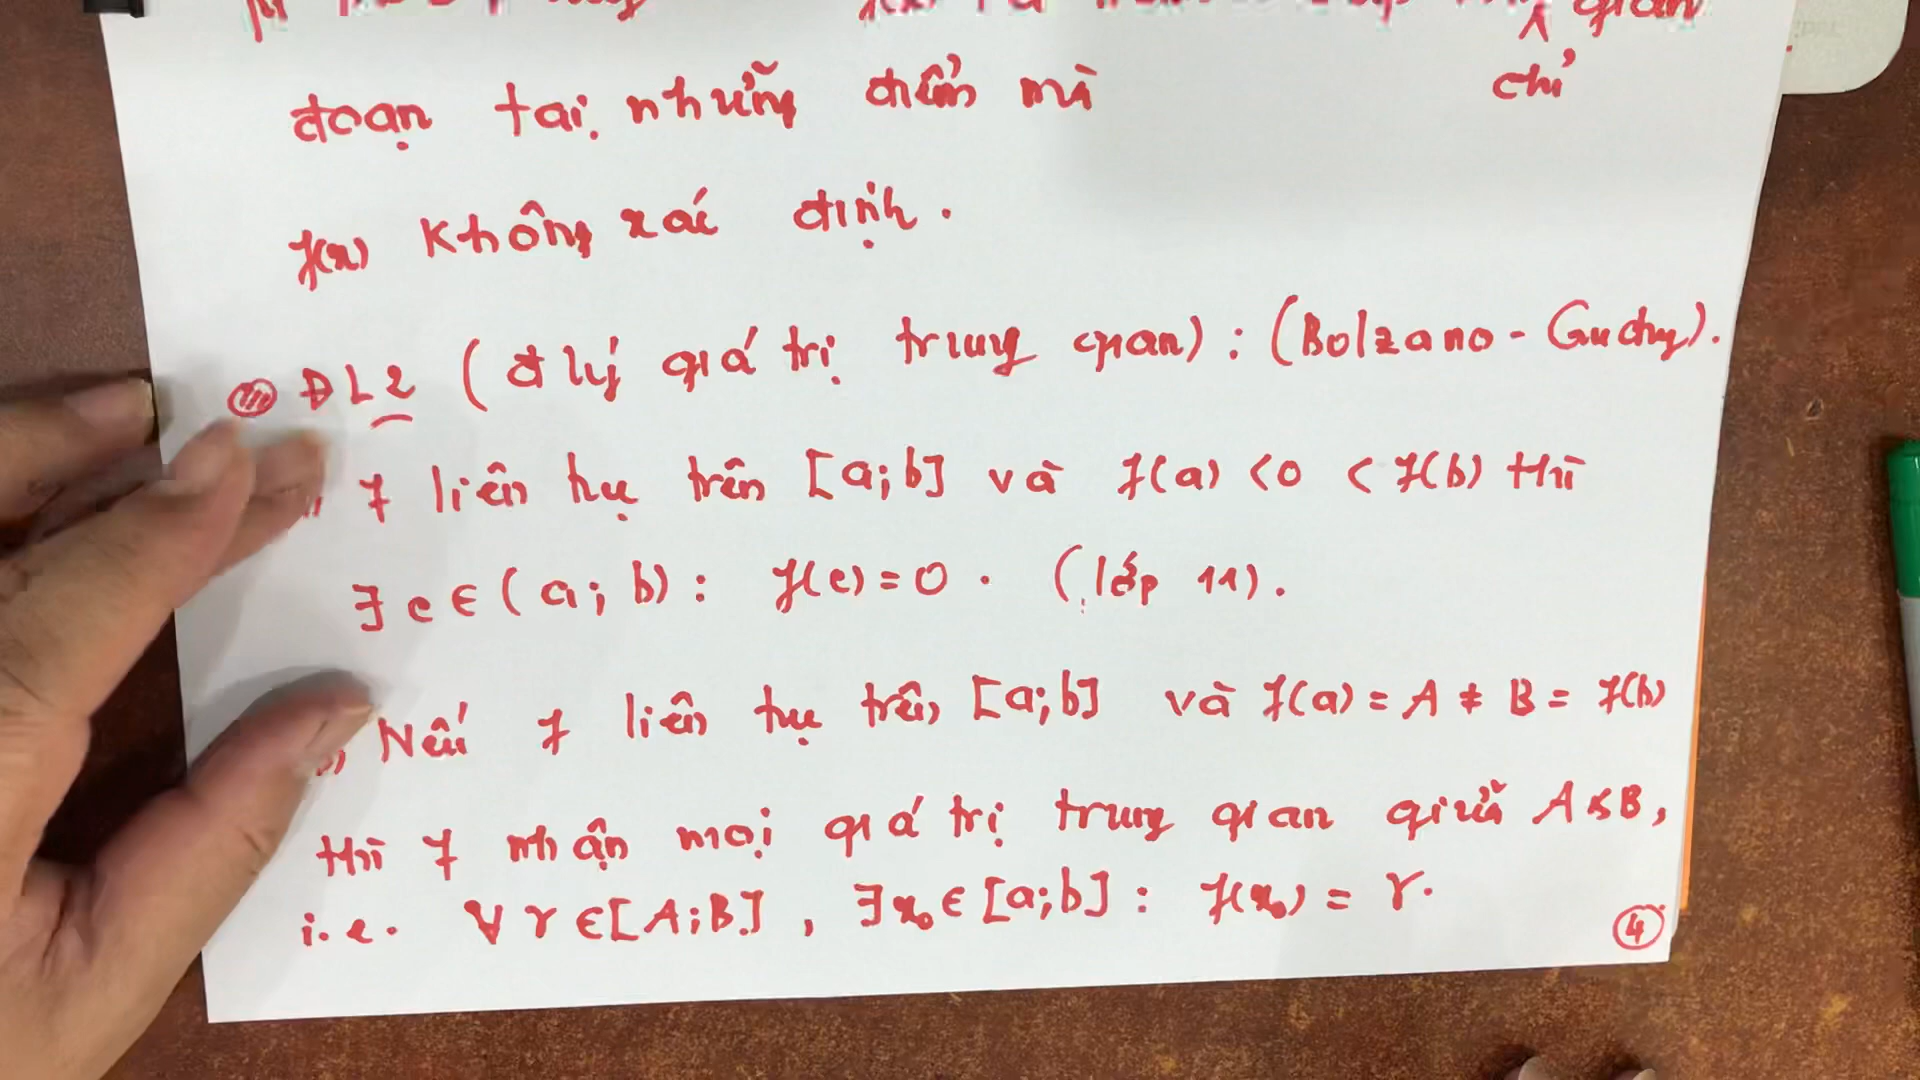 gián
chỉ
đoạn tại những điểm mà
f(x) không xác định.
ĐL2 (đ lý giá trị trung gian): (Bolzano - Cauchy).
f liên tục trên [a;b] và f(a) < 0 < f(b) thì
∃ c ∈ (a; b): f(c) = 0. (lớp 11).
Nếu f liên tục trên [a;b] và f(a) = A ≠ B = f(b)
thì f nhận mọi giá trị trung gian giữa A & B,
i.e. ∀ γ ∈ [A;B], ∃ x₀ ∈ [a;b]: f(x₀) = γ.
4